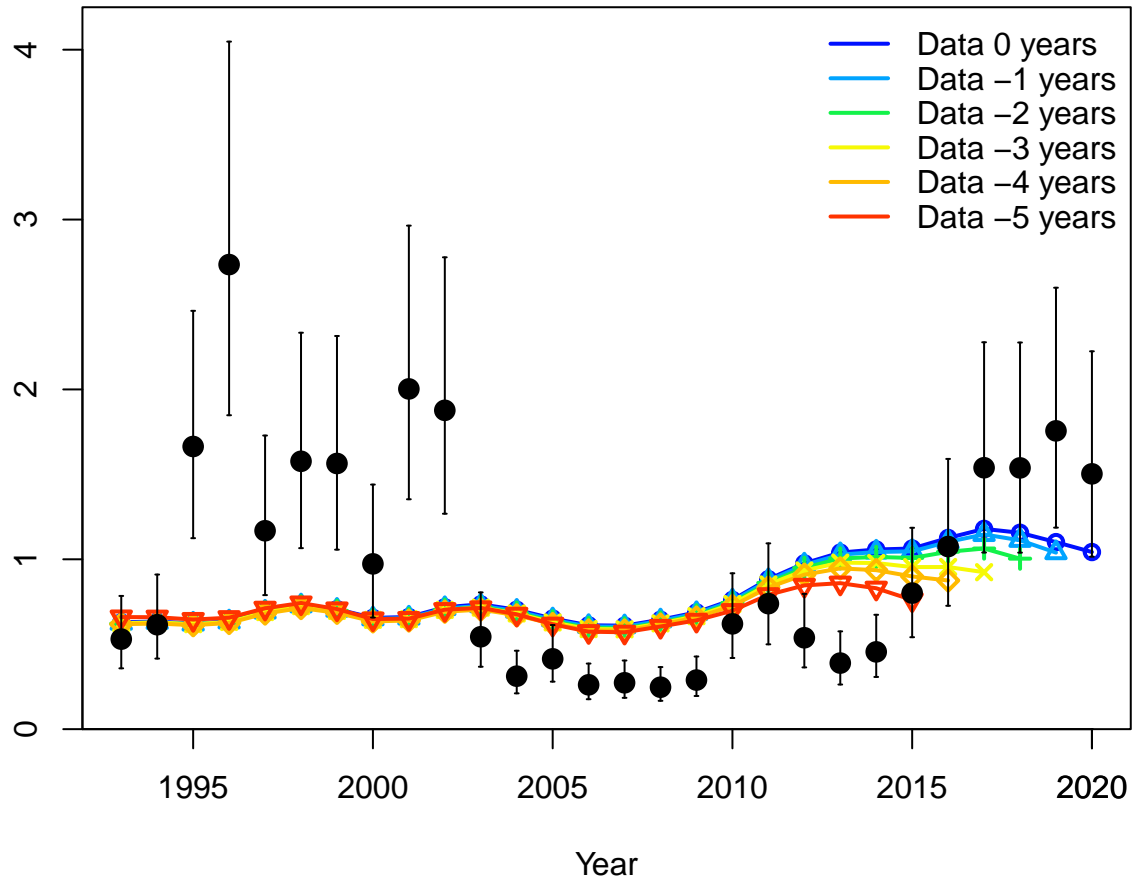 Data 0 years
Data −1 years
Data −2 years
Data −3 years
Data −4 years
Data −5 years
4
3
2
1
0
1995 2000 2005 2010 2015 2020
Year